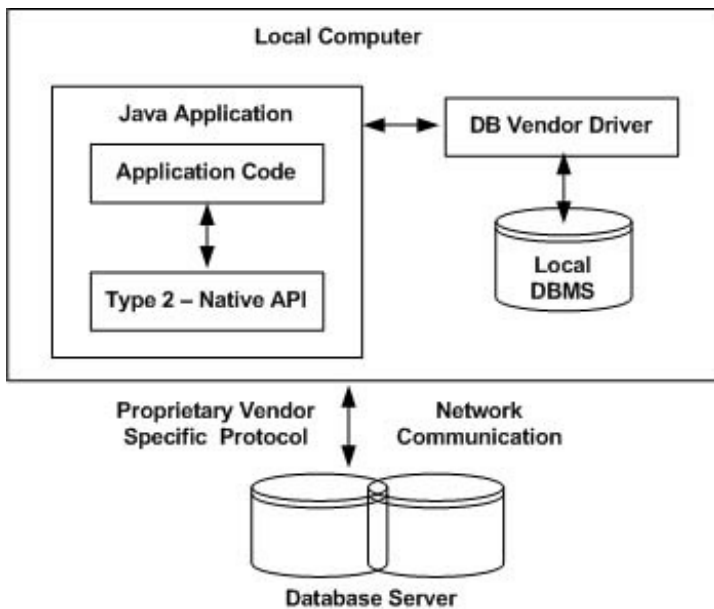 Local Computer
Java Application
Application Code
Type 2 – Native API
DB Vendor Driver
Local
DBMS
Proprietary Vendor
Specific Protocol
Network
Communication
Database Server